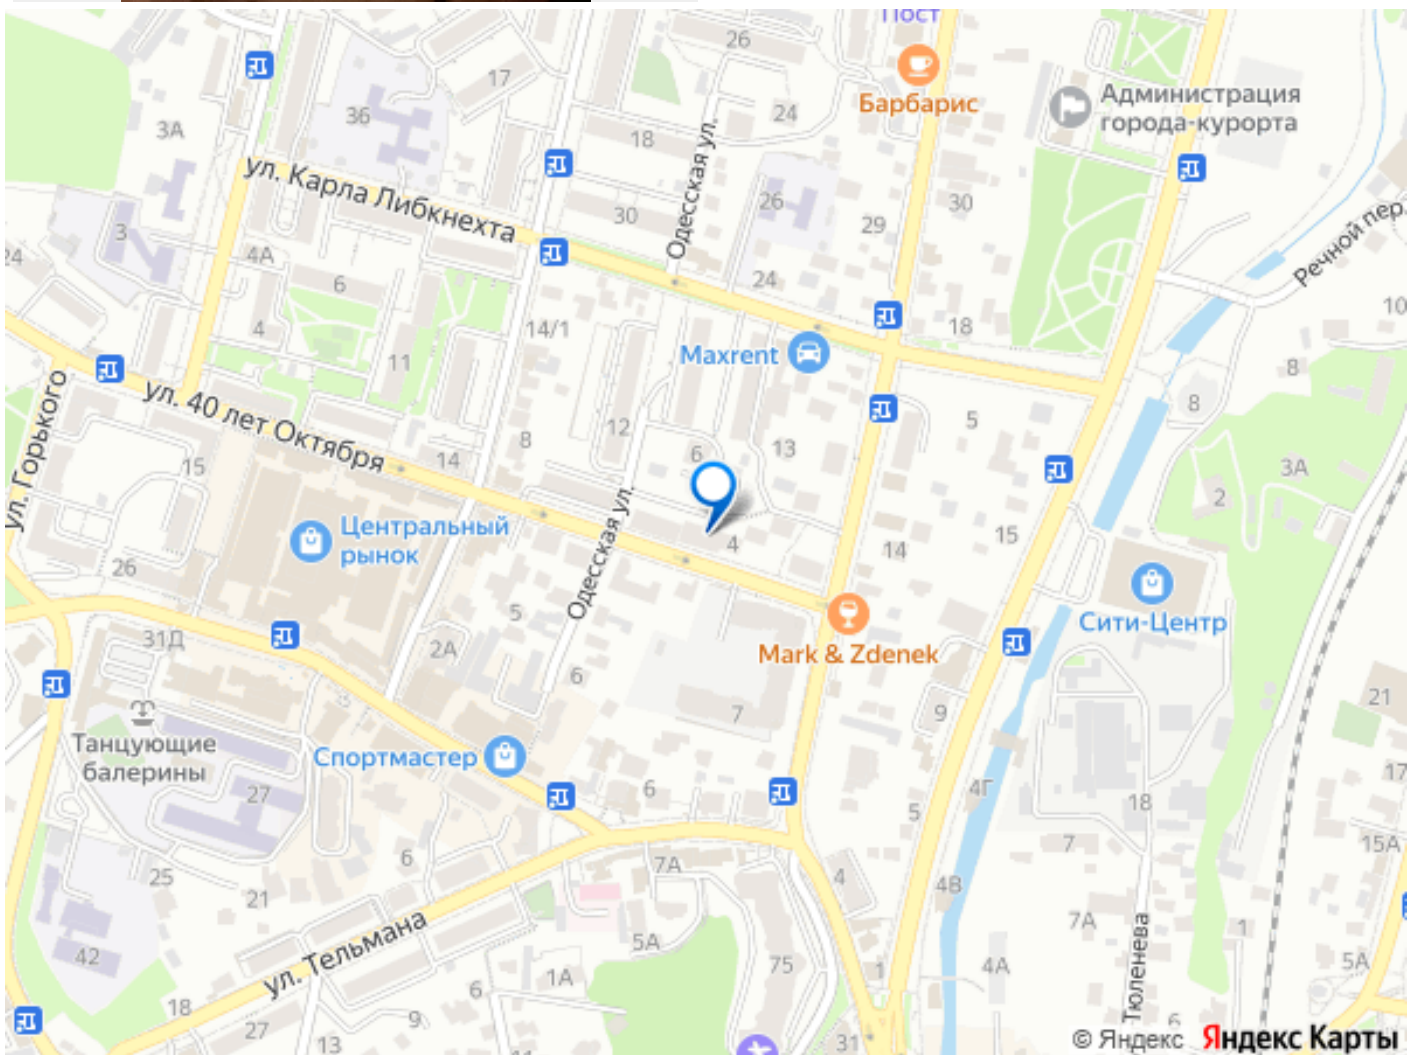 Пост
26
Барбарис
17
24
Администрация
города-курорта
36
3А
18
ул. Карла Либкнехта
Одесская ул.
26
30
30
29
3
Речной пер.
24
4А
6
24
10
4
14/1
18
11
Maxrent
8
ул. Горького
ул. 40 лет Октября
8
5
12
8
15
14
6
13
3А
2
Центральный
рынок
4
14
15
26
Одесская ул.
5
31Д
2А
Mark & Zdenek
Сити-Центр
6
21
7
9
Танцующие
балерины
Спортмастер
27
6
4Г
18
17
5
7
15А
6
7А
25
21
4
4В
ул. Тельмана
7А
1
42
5А
Тюленева
75
1А
1
4А
5А
18
6
9
27
13
31
6
© Яндекс Яндекс Карты